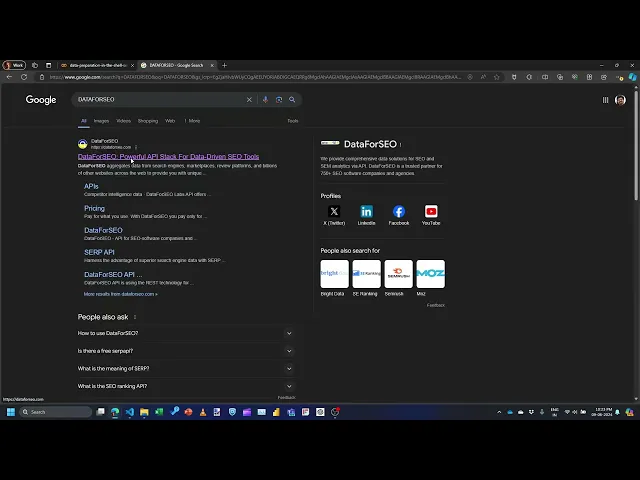 Work
data-preparation-in-the-shell-w
DATAFORSEO - Google Search
Google
DATAFORSEO
All
Images
Videos
Shopping
Web
More
Tools
DataForSEO
https://dataforseo.com
DataForSEO: Powerful API Stack For Data-Driven SEO Tools
DataForSEO aggregates data from search engines, marketplaces, review platforms, and billions
of other websites across the web to provide you with unique ...
APIs
Competitor intelligence data · DataForSEO Labs API offers ...
Pricing
Pay for what you use. With DataForSEO you pay only for ...
DataForSEO
DataForSEO - API for SEO-software companies and ...
SERP API
Harness the advantage of superior search engine data with SERP ...
DataForSEO API ...
DataForSEO API is using the REST technology for ...
More results from dataforseo.com »
People also ask
How to use DataForSEO?
Is there a free serpapi?
What is the meaning of SERP?
What is the SEO ranking API?
Feedback
DataForSEO
We provide comprehensive data solutions for SEO and
SEM analytics via API. DataForSEO is a trusted partner for
750+ SEO software companies and agencies.
Profiles
X (Twitter)
LinkedIn
Facebook
YouTube
People also search for
bright data
SE Ranking
SEMRUSH
MOZ
Bright Data
SE Ranking
Semrush
Moz
Feedback
https://dataforseo.com
Search
ENG
IN
10:23 PM
09-06-2024